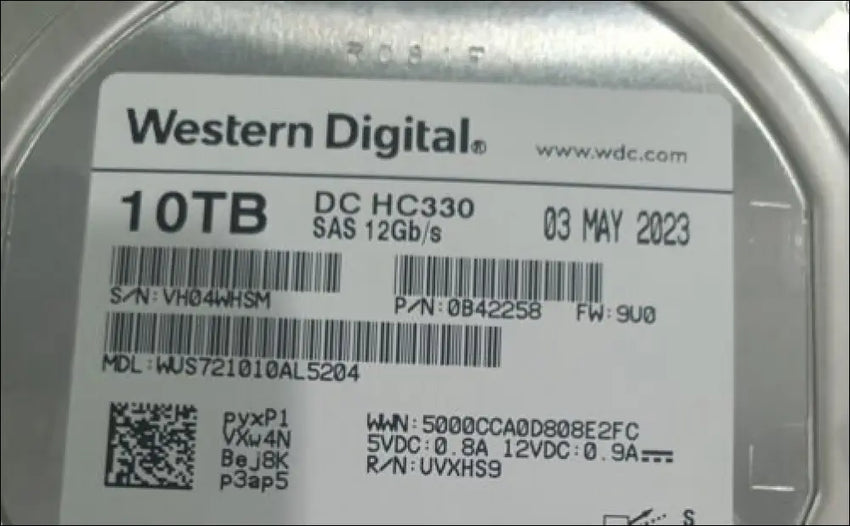 Western Digital®
www.wdc.com
10TB
DC HC330
SAS 12Gb/s
03 MAY 2023
S/N:VH04WHSM
P/N:0B42258 FW:9U0
MDL:WUS721010AL5204
pyxP1
VXw4N
Bej8K
p3ap5
WWN:5000CCA0D808E2FC
5VDC:0.8A 12VDC:0.9A
R/N:UVXHS9
S